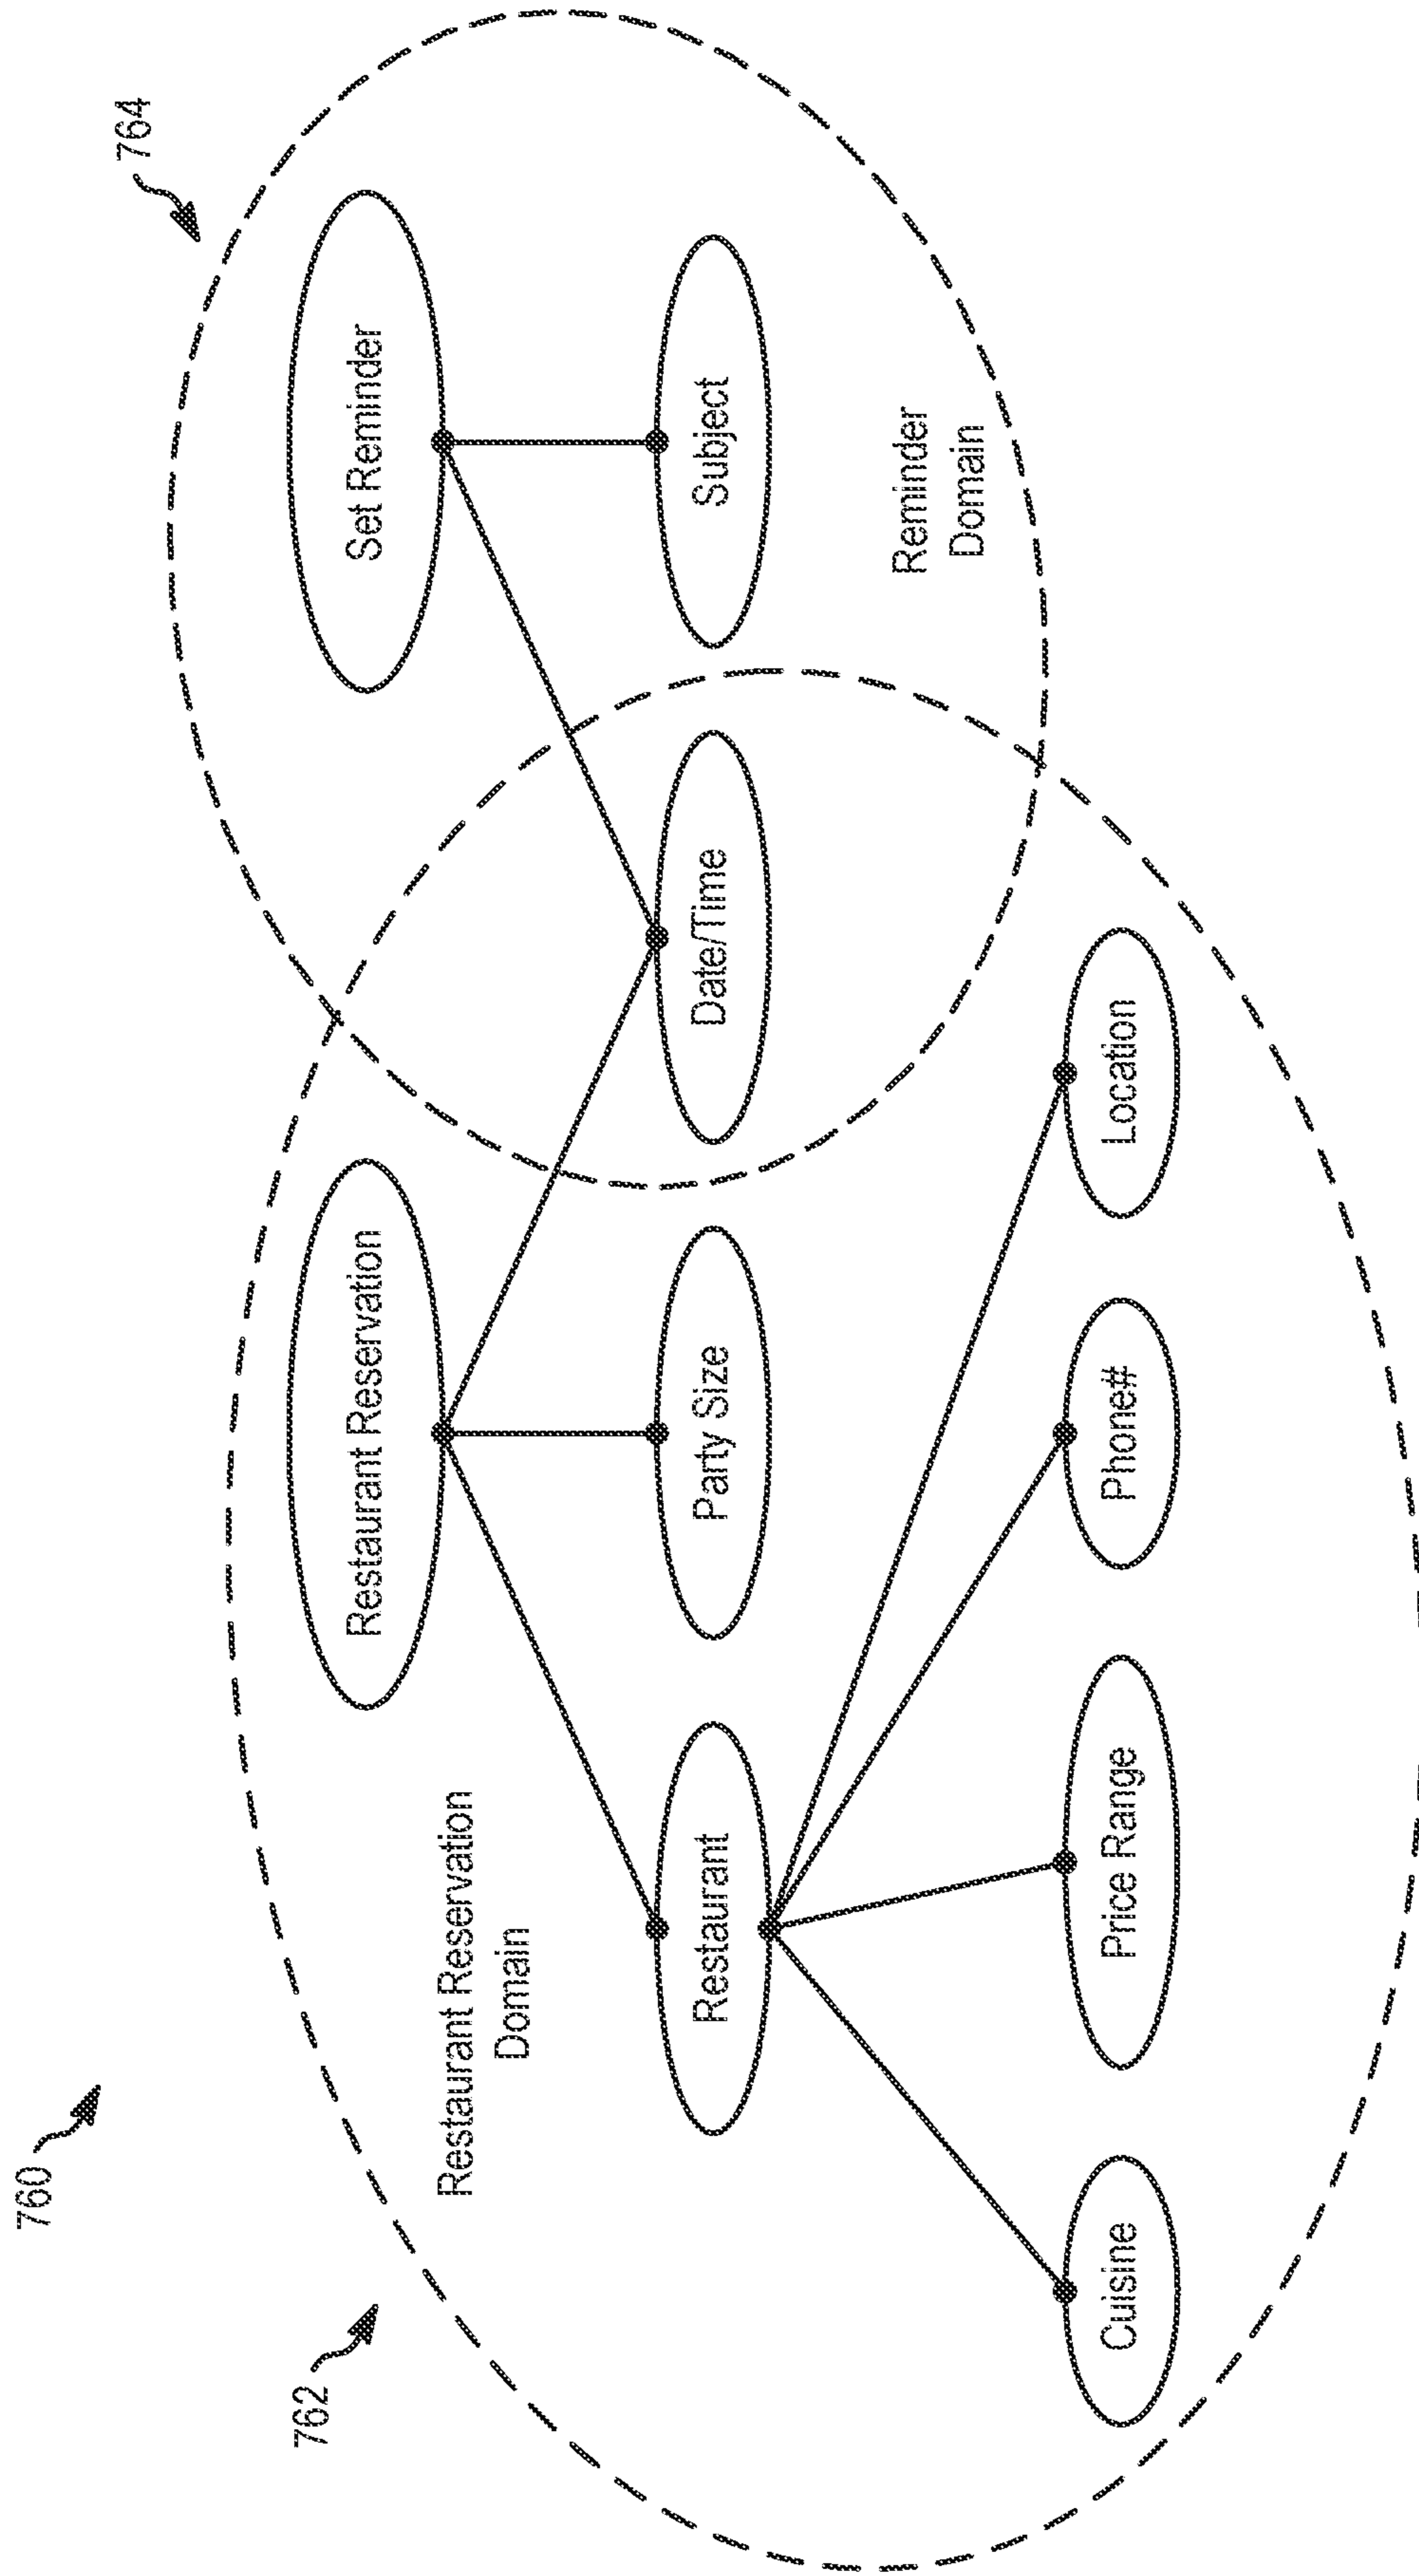 760
762
764
Restaurant Reservation
Set Reminder
Restaurant Reservation
Domain
Restaurant
Party Size
Date/Time
Subject
Reminder
Domain
Cuisine
Price Range
Phone#
Location